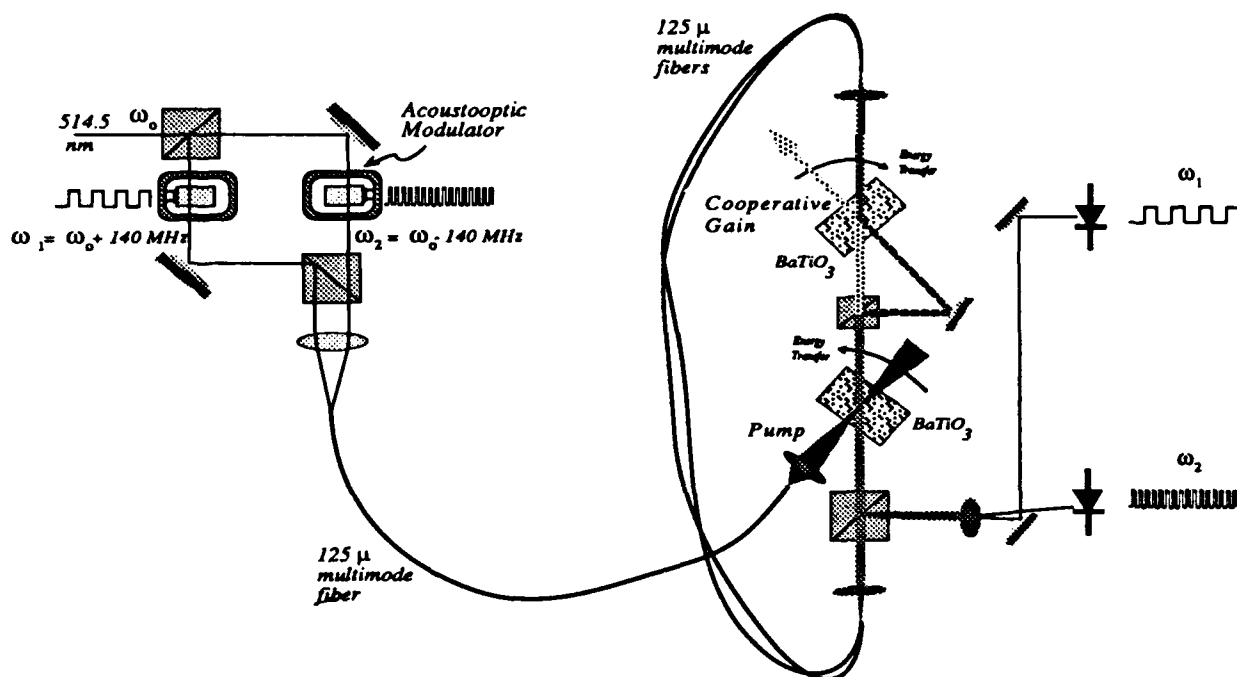 125 μ
multimode
fibers
514.5
nm
ω₀
Acoustooptic
Modulator
Energy
Transfer
Cooperative
Gain
ω₁
ω₁ = ω₀ + 140 MHz
ω₂ = ω₀ - 140 MHz
BaTiO₃
Energy
Transfer
BaTiO₃
Pump
ω₂
125 μ
multimode
fiber